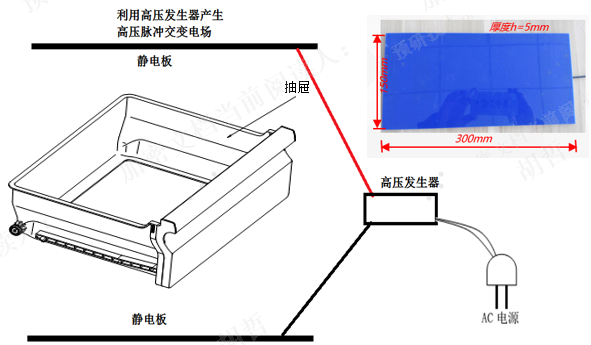 利用高压发生器产生
高压脉冲交变电场
静电板
抽屉
厚度h=5mm
300mm
高压发生器
静电板
AC 电源